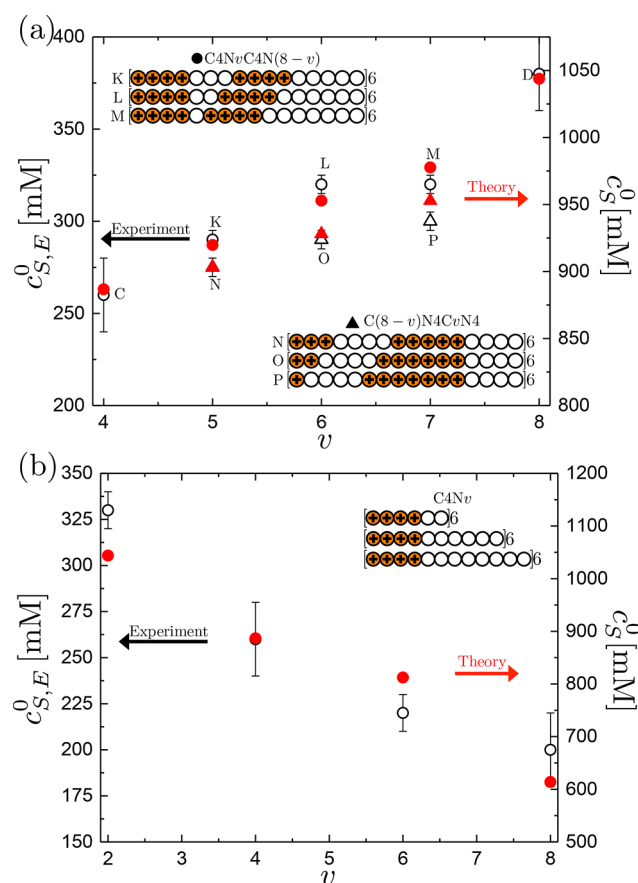 (a)
C4NvC4N(8 − v)
K [ ]6
L [ ]6
M [ ]6
400
350
300
250
200
c⁰S,E [mM]
1050
1000
950
900
850
800
c⁰S [mM]
D
L
M
K
Experiment
Theory
N
O
P
C
C(8 − v)N4CvN4
N [ ]6
O [ ]6
P [ ]6
4 5 6 7 8
v
(b)
C4Nv
[ ]6
[ ]6
[ ]6
350
325
300
275
250
225
200
175
150
c⁰S,E [mM]
1200
1100
1000
900
800
700
600
500
c⁰S [mM]
Experiment
Theory
2 3 4 5 6 7 8
v